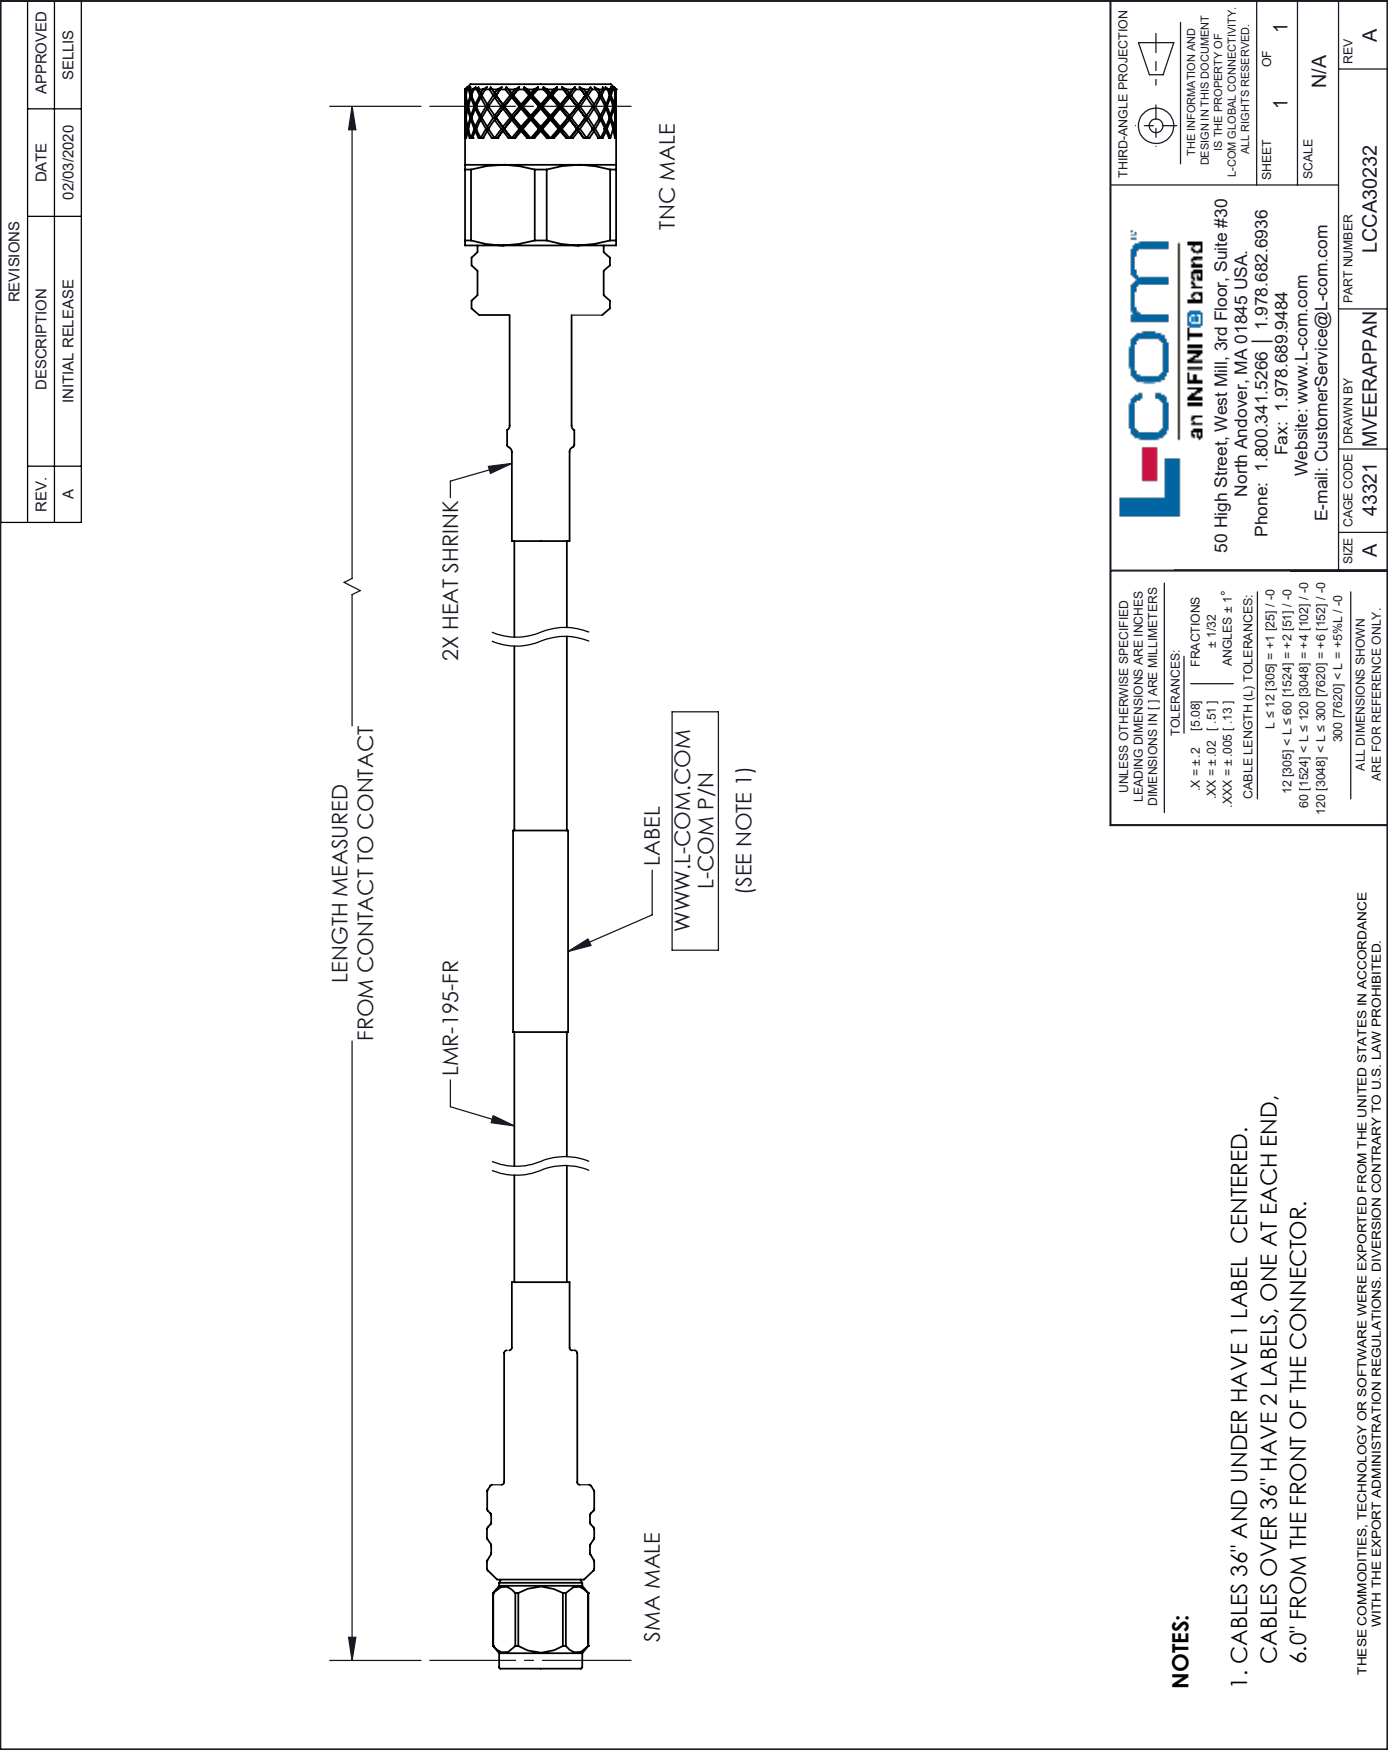 REVISIONS
REV. DESCRIPTION DATE APPROVED
A INITIAL RELEASE 02/03/2020 SELLIS
LENGTH MEASURED
FROM CONTACT TO CONTACT
LMR-195-FR
2X HEAT SHRINK
SMA MALE
TNC MALE
LABEL
WWW.L-COM.COM
L-COM P/N
(SEE NOTE 1)
NOTES:
1. CABLES 36" AND UNDER HAVE 1 LABEL CENTERED.
CABLES OVER 36" HAVE 2 LABELS, ONE AT EACH END,
6.0" FROM THE FRONT OF THE CONNECTOR.
THESE COMMODITIES, TECHNOLOGY OR SOFTWARE WERE EXPORTED FROM THE UNITED STATES IN ACCORDANCE
WITH THE EXPORT ADMINISTRATION REGULATIONS. DIVERSION CONTRARY TO U.S. LAW PROHIBITED.
UNLESS OTHERWISE SPECIFIED
LEADING DIMENSIONS ARE INCHES
DIMENSIONS IN [ ] ARE MILLIMETERS
TOLERANCES:
.X = ±.2 [5.08] FRACTIONS
.XX = ±.02 [ .51 ] ± 1/32
.XXX = ±.005 [ .13 ] ANGLES ± 1°
CABLE LENGTH (L) TOLERANCES:
L ≤ 12 [305] = +1 [25] / -0
12 [305] < L ≤ 60 [1524] = +2 [51] / -0
60 [1524] < L ≤ 120 [3048] = +4 [102] / -0
120 [3048] < L ≤ 300 [7620] = +6 [152] / -0
300 [7620] < L = +5%L / -0
ALL DIMENSIONS SHOWN
ARE FOR REFERENCE ONLY.
L-com
an INFINIT@ brand
50 High Street, West Mill, 3rd Floor, Suite #30
North Andover, MA 01845 USA.
Phone: 1.800.341.5266 | 1.978.682.6936
Fax: 1.978.689.9484
Website: www.L-com.com
E-mail: CustomerService@L-com.com
THIRD-ANGLE PROJECTION
THE INFORMATION AND
DESIGN IN THIS DOCUMENT
IS THE PROPERTY OF
L-COM GLOBAL CONNECTIVITY.
ALL RIGHTS RESERVED.
SHEET 1 OF 1
SCALE N/A
SIZE CAGE CODE DRAWN BY PART NUMBER REV
A 43321 MVEERAPPAN LCCA30232 A